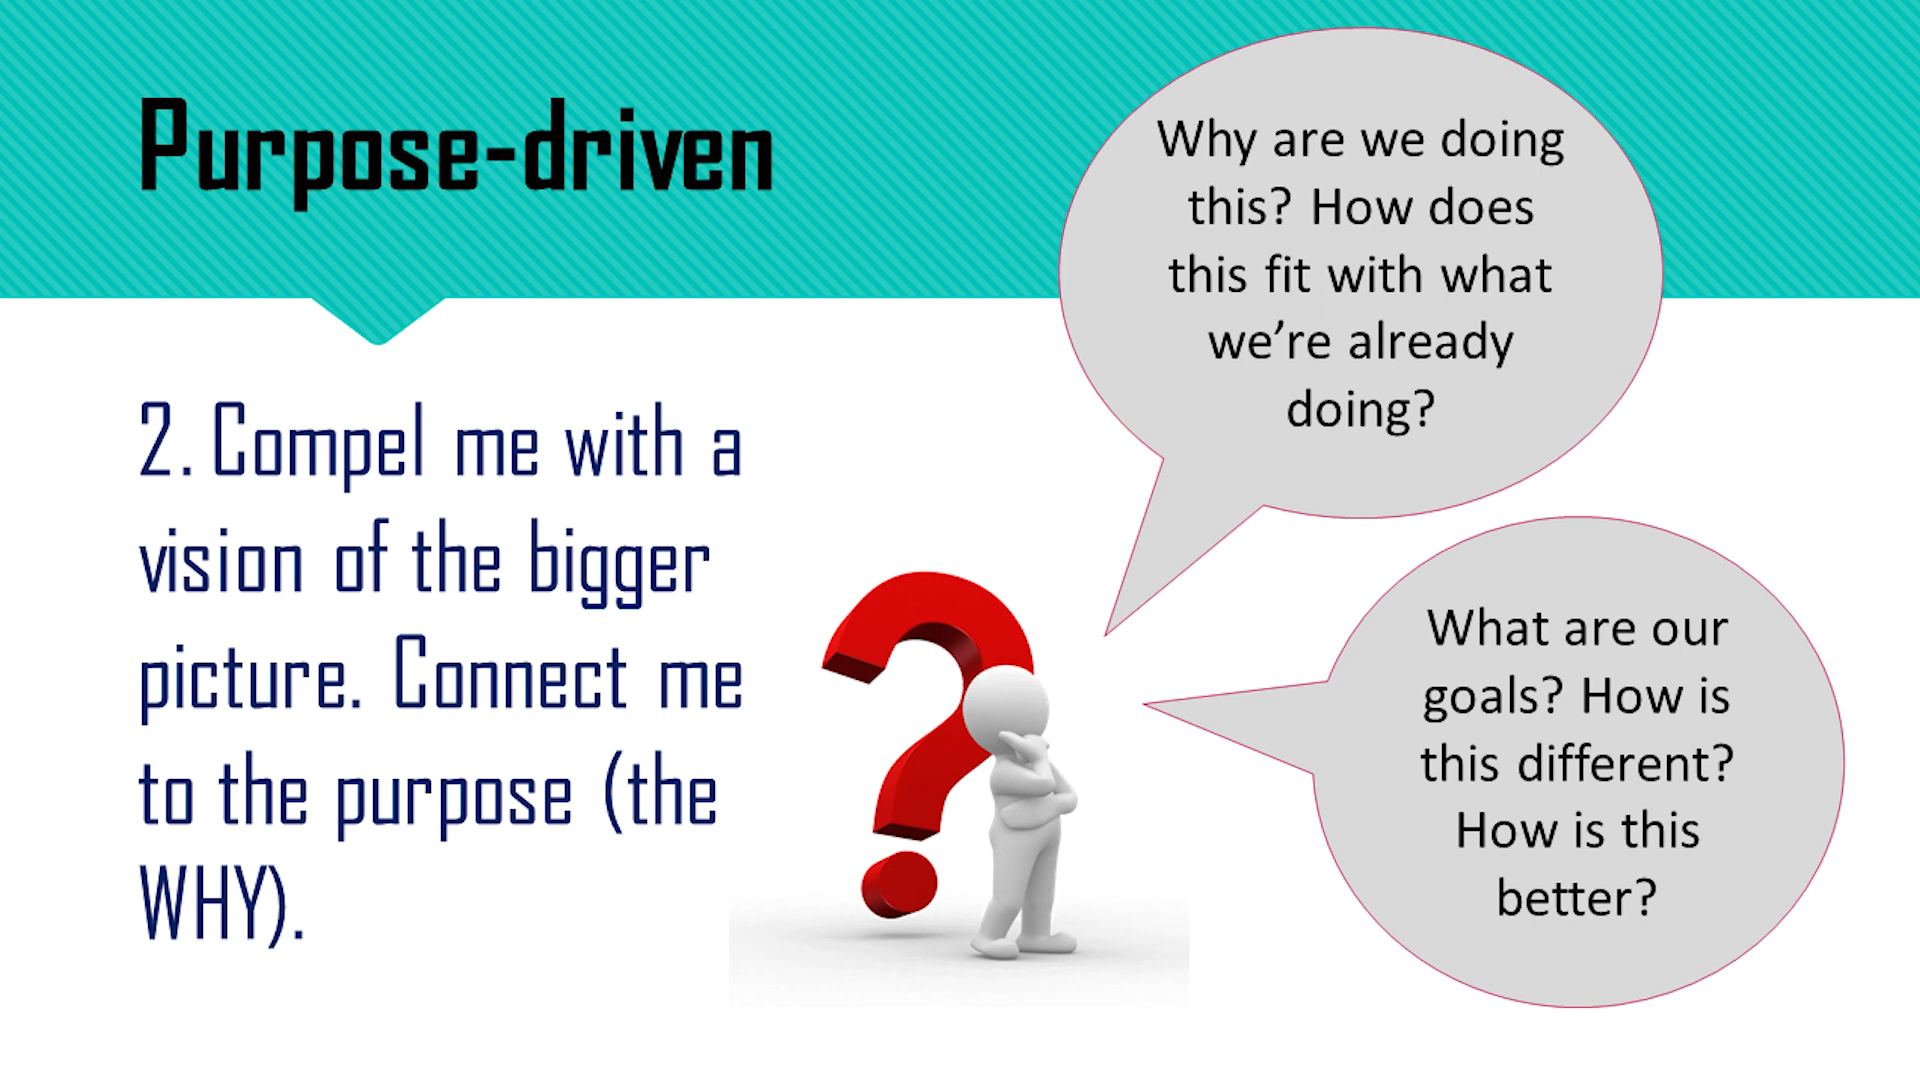 Purpose-driven
2. Compel me with a
vision of the bigger
picture. Connect me
to the purpose (the
WHY).
Why are we doing
this? How does
this fit with what
we’re already
doing?
What are our
goals? How is
this different?
How is this
better?